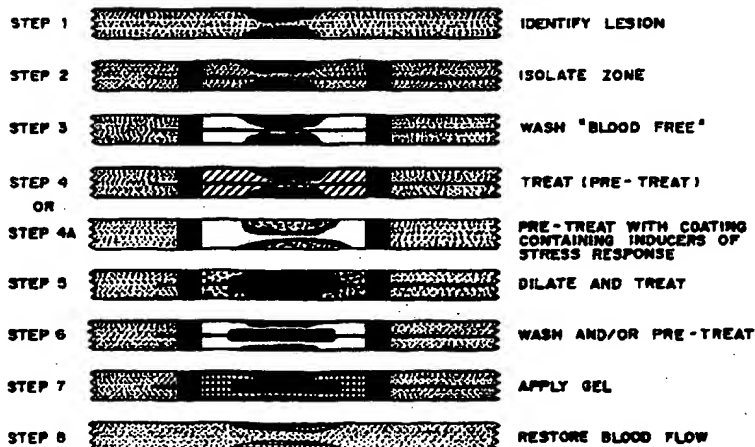 STEP 1 IDENTIFY LESION
STEP 2 ISOLATE ZONE
STEP 3 WASH "BLOOD FREE"
STEP 4 TREAT (PRE-TREAT)
OR
STEP 4A PRE-TREAT WITH COATING
CONTAINING INDUCERS OF
STRESS RESPONSE
STEP 5 DILATE AND TREAT
STEP 6 WASH AND/OR PRE-TREAT
STEP 7 APPLY GEL
STEP 8 RESTORE BLOOD FLOW